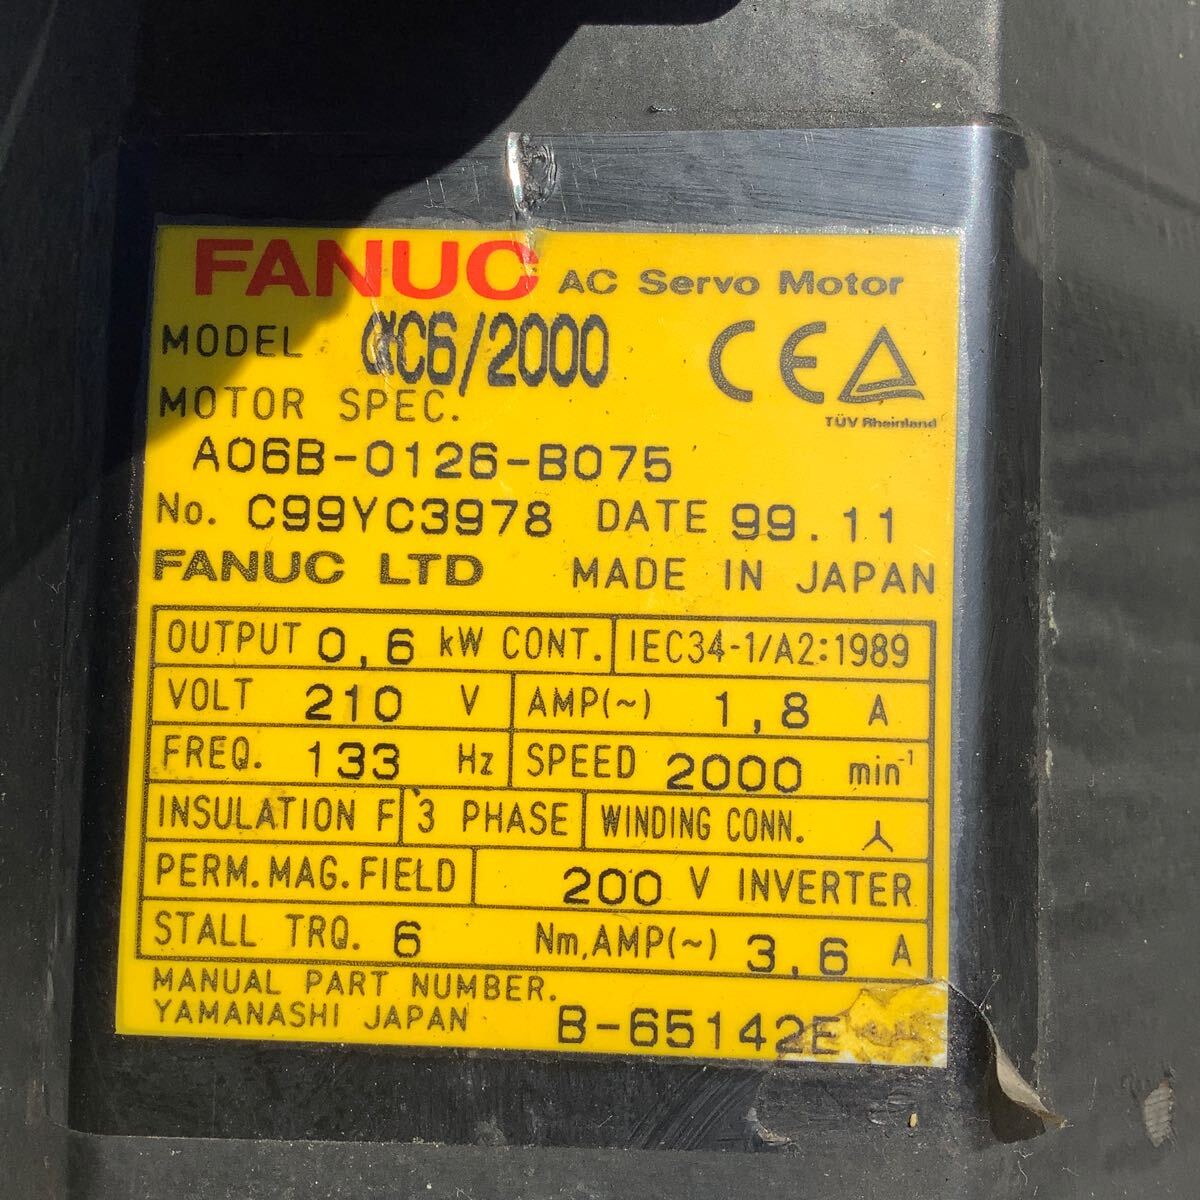 FANUC AC Servo Motor
MODEL αC6/2000
CE
TÜV Rheinland
MOTOR SPEC.
A06B-0126-B075
No. C99YC3978 DATE 99.11
FANUC LTD MADE IN JAPAN
OUTPUT 0,6 kW CONT. IEC34-1/A2:1989
VOLT 210 V AMP(~) 1,8 A
FREQ. 133 Hz SPEED 2000 min-1
INSULATION F 3 PHASE WINDING CONN.
PERM.MAG.FIELD 200 V INVERTER
STALL TRQ. 6 Nm,AMP(~) 3,6 A
MANUAL PART NUMBER.
YAMANASHI JAPAN B-65142E